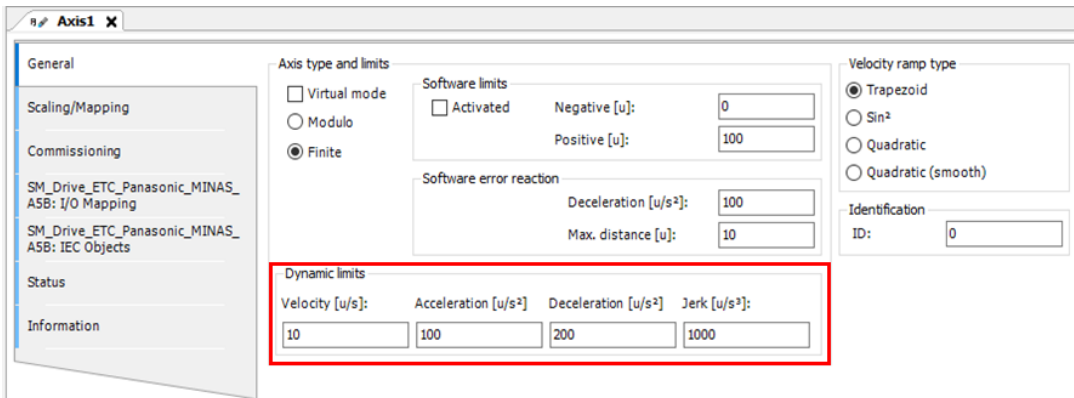 Axis1
General
Scaling/Mapping
Commissioning
SM_Drive_ETC_Panasonic_MINAS_
A5B: I/O Mapping
SM_Drive_ETC_Panasonic_MINAS_
A5B: IEC Objects
Status
Information
Axis type and limits
Virtual mode
Modulo
Finite
Software limits
Activated
Negative [u]:
0
Positive [u]:
100
Software error reaction
Deceleration [u/s²]:
100
Max. distance [u]:
10
Dynamic limits
Velocity [u/s]:
Acceleration [u/s²]
Deceleration [u/s²]
Jerk [u/s³]:
10
100
200
1000
Velocity ramp type
Trapezoid
Sin²
Quadratic
Quadratic (smooth)
Identification
ID:
0